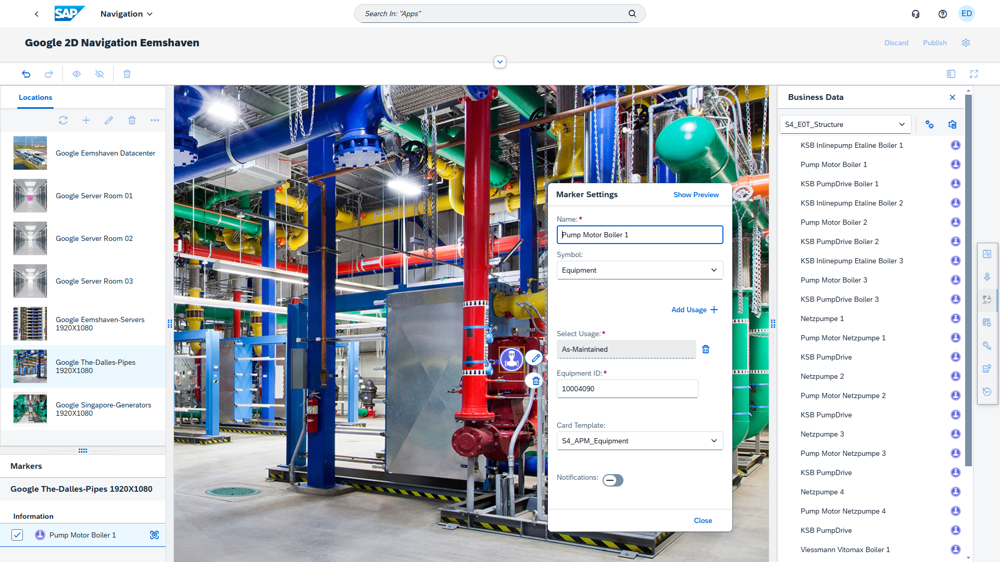 SAP
Navigation
Search In: "Apps"
ED
Google 2D Navigation Eemshaven
Discard
Publish
Locations
Google Eemshaven Datacenter
Google Server Room 01
Google Server Room 02
Google Server Room 03
Google Eemshaven-Servers
1920X1080
Google The-Dalles-Pipes
1920X1080
Google Singapore-Generators
1920X1080
Markers
Google The-Dalles-Pipes 1920X1080
Information
Pump Motor Boiler 1
PROCESS WATER RETURN
Marker Settings
Show Preview
Name:*
Pump Motor Boiler 1
Symbol:
Equipment
Add Usage
Select Usage:*
As-Maintained
Equipment ID:*
10004090
Card Template:
S4_APM_Equipment
Notifications:
Close
Business Data
S4_E0T_Structure
KSB Inlinepump Etaline Boiler 1
Pump Motor Boiler 1
KSB PumpDrive Boiler 1
KSB Inlinepump Etaline Boiler 2
Pump Motor Boiler 2
KSB PumpDrive Boiler 2
KSB Inlinepump Etaline Boiler 3
Pump Motor Boiler 3
KSB PumpDrive Boiler 3
Netzpumpe 1
Pump Motor Netzpumpe 1
KSB PumpDrive
Netzpumpe 2
Pump Motor Netzpumpe 2
KSB PumpDrive
Netzpumpe 3
Pump Motor Netzpumpe 3
KSB PumpDrive
Netzpumpe 4
Pump Motor Netzpumpe 4
KSB PumpDrive
Viessmann Vitomax Boiler 1